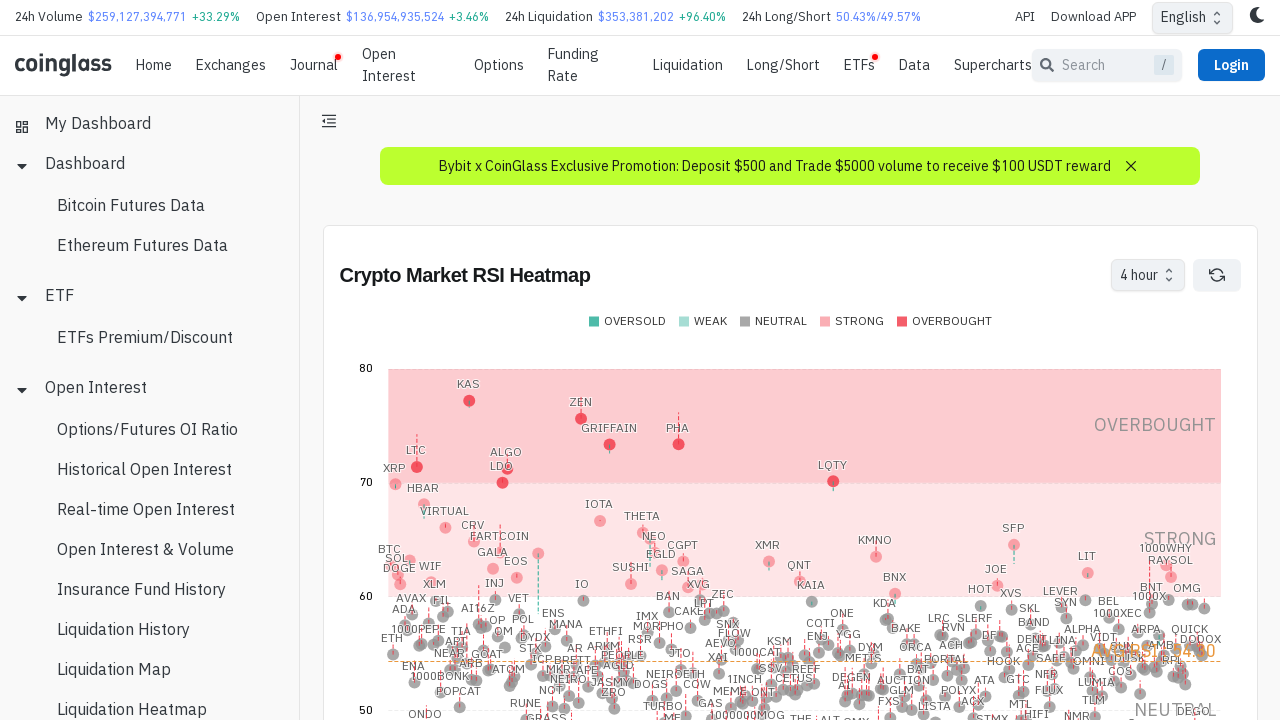 24h Volume $259,127,394,771 +33.29% Open Interest $136,954,935,524 +3.46% 24h Liquidation $353,381,202 +96.40% 24h Long/Short 50.43%/49.57% API Download APP English
coinglass Home Exchanges Journal Open Interest Options Funding Rate Liquidation Long/Short ETFs Data Supercharts Search / Login
My Dashboard
Dashboard
Bitcoin Futures Data
Ethereum Futures Data
ETF
ETFs Premium/Discount
Open Interest
Options/Futures OI Ratio
Historical Open Interest
Real-time Open Interest
Open Interest & Volume
Insurance Fund History
Liquidation History
Liquidation Map
Liquidation Heatmap
Bybit x CoinGlass Exclusive Promotion: Deposit $500 and Trade $5000 volume to receive $100 USDT reward
Crypto Market RSI Heatmap
4 hour
OVERSOLD WEAK NEUTRAL STRONG OVERBOUGHT
80
KAS
ZEN
GRIFFAIN PHA OVERBOUGHT
LTC ALGO
XRP LDO LQTY
70
HBAR
VIRTUAL IOTA
CRV THETA SFP
FARTCOIN NEO STRONG
BTC GALA EGLD CGPT XMR KMNO 1000WHY
SOL EOS LIT RAYSOL
DOGE WIF SUSHI SAGA QNT JOE
XLM INJ IO XVG KAIA BNX HOT XVS LEVER BNT OMG
60
AVAX FIL VET BAN LPT ZEC KDA SYN BEL 1000X
ADA AI16Z ENS CAKE ONE SKL 1000XEC
OP POL MANA IMX SNX COTI LRC SLERF BAND
1000PEPE TIA OM ETHFI MORPHO FLOW BAKE RVN ALPHA ARPA QUICK
ETH APT DYDX RSR AEVO KSM ENJ YGG ACH DENT VIDT DODOX
NEAR GOAT STX AR ARKM STO 1000CAT DYM ORCA ACE
ENA ARB ICP BRETT PEOPLE XAI SSV REEF METIS PORTAL HOOK SAFE OMNI DUSK
1000BONK ATOM AGLD NEIROETH CETUS BAT NFP COS
POPCAT NOT NEIRO JASMY DOGS COW 1INCH DEGEN AUCTION ATA GTC LUMIA
ZRO MEME ONT GLM POLYX FLUX
ONDO RUNE TURBO GAS FXS LISTA JACX MTL TLM
50
GRASS ME MOG THE ALT STMX HIFI NMR NEUTRAL DEGO